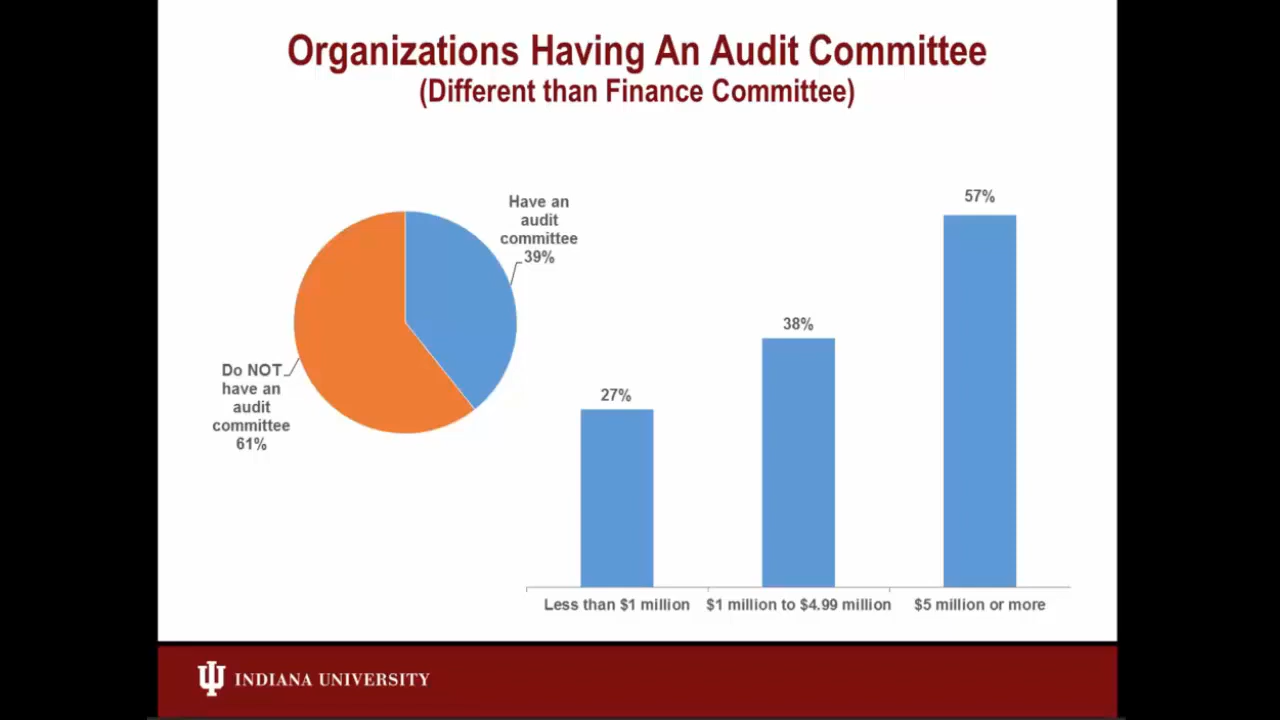 Organizations Having An Audit Committee
(Different than Finance Committee)
Have an
audit
committee
39%
Do NOT
have an
audit
committee
61%
27%
38%
57%
Less than $1 million
$1 million to $4.99 million
$5 million or more
INDIANA UNIVERSITY